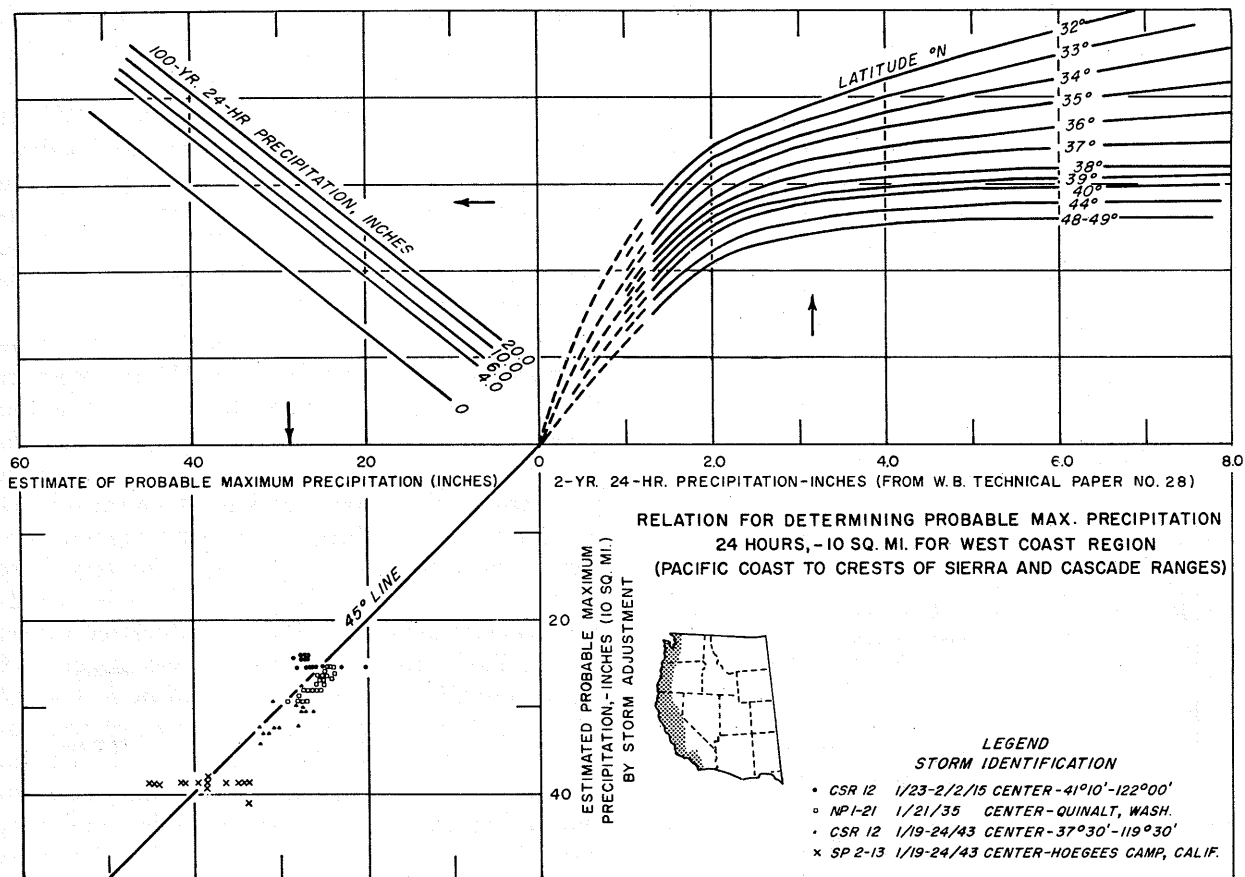 100-YR. 24-HR PRECIPITATION, INCHES
20.0
10.0
6.0
4.0
0
LATITUDE °N
32°
33°
34°
35°
36°
37°
38°
39°
40°
44°
48-49°
60 40 20 0 2.0 4.0 6.0 8.0
ESTIMATE OF PROBABLE MAXIMUM PRECIPITATION (INCHES)
2-YR. 24-HR. PRECIPITATION-INCHES (FROM W.B. TECHNICAL PAPER NO. 28)
RELATION FOR DETERMINING PROBABLE MAX. PRECIPITATION
24 HOURS,-10 SQ. MI. FOR WEST COAST REGION
(PACIFIC COAST TO CRESTS OF SIERRA AND CASCADE RANGES)
45° LINE
20
40
ESTIMATED PROBABLE MAXIMUM
PRECIPITATION,-INCHES (10 SQ. MI.)
BY STORM ADJUSTMENT
LEGEND
STORM IDENTIFICATION
CSR 12 1/23-2/2/15 CENTER-41°10'-122°00'
NP 1-21 1/21/35 CENTER-QUINALT, WASH.
CSR 12 1/19-24/43 CENTER-37°30'-119°30'
SP 2-13 1/19-24/43 CENTER-HOEGEES CAMP, CALIF.